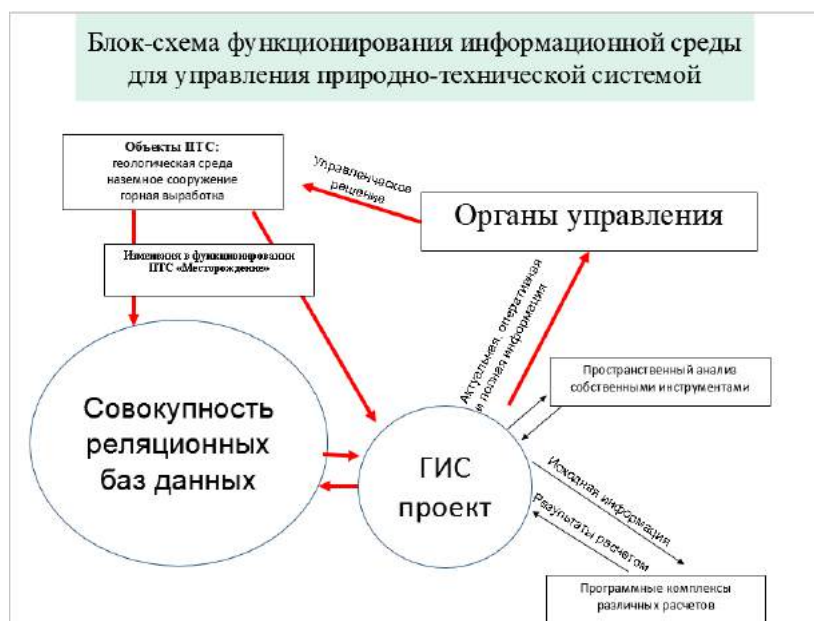 Блок-схема функционирования информационной среды
для управления природно-технической системой
Объекты ПТС:
геологическая среда
наземное сооружение
горная выработка
Управленческое
решение
Органы управления
Изменения в функционировании
ПТС «Месторождение»
Актуальная, оперативная
и полная информация
Пространственный анализ
собственными инструментами
Совокупность
реляционных
баз данных
ГИС
проект
Исходная информация
Результаты расчетом
Программные комплексы
различных расчетов